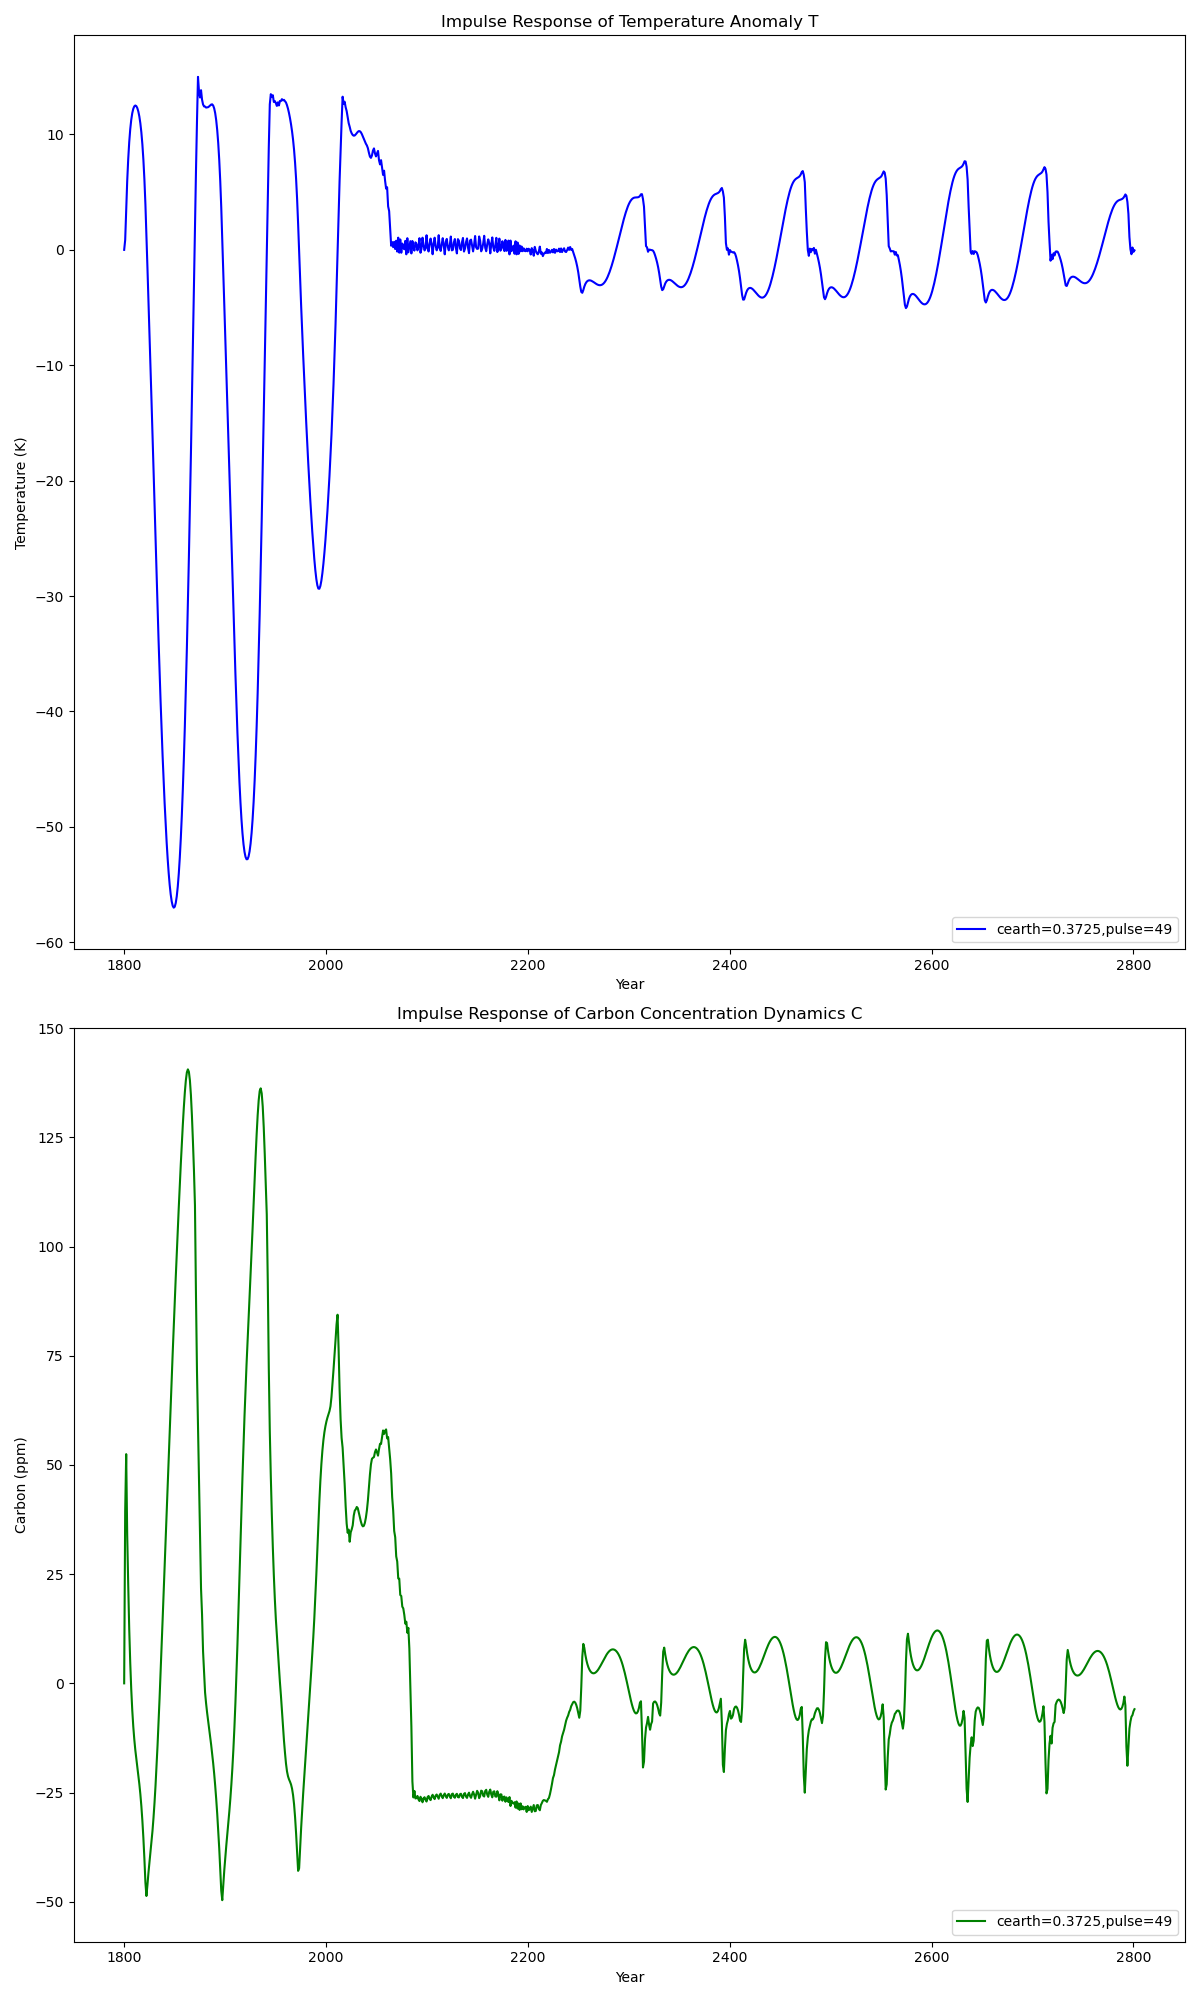 Impulse Response of Temperature Anomaly T
Temperature (K)
10
0
−10
−20
−30
−40
−50
−60
cearth=0.3725,pulse=49
1800 2000 2200 2400 2600 2800
Year
Impulse Response of Carbon Concentration Dynamics C
Carbon (ppm)
150
125
100
75
50
25
0
−25
−50
cearth=0.3725,pulse=49
1800 2000 2200 2400 2600 2800
Year